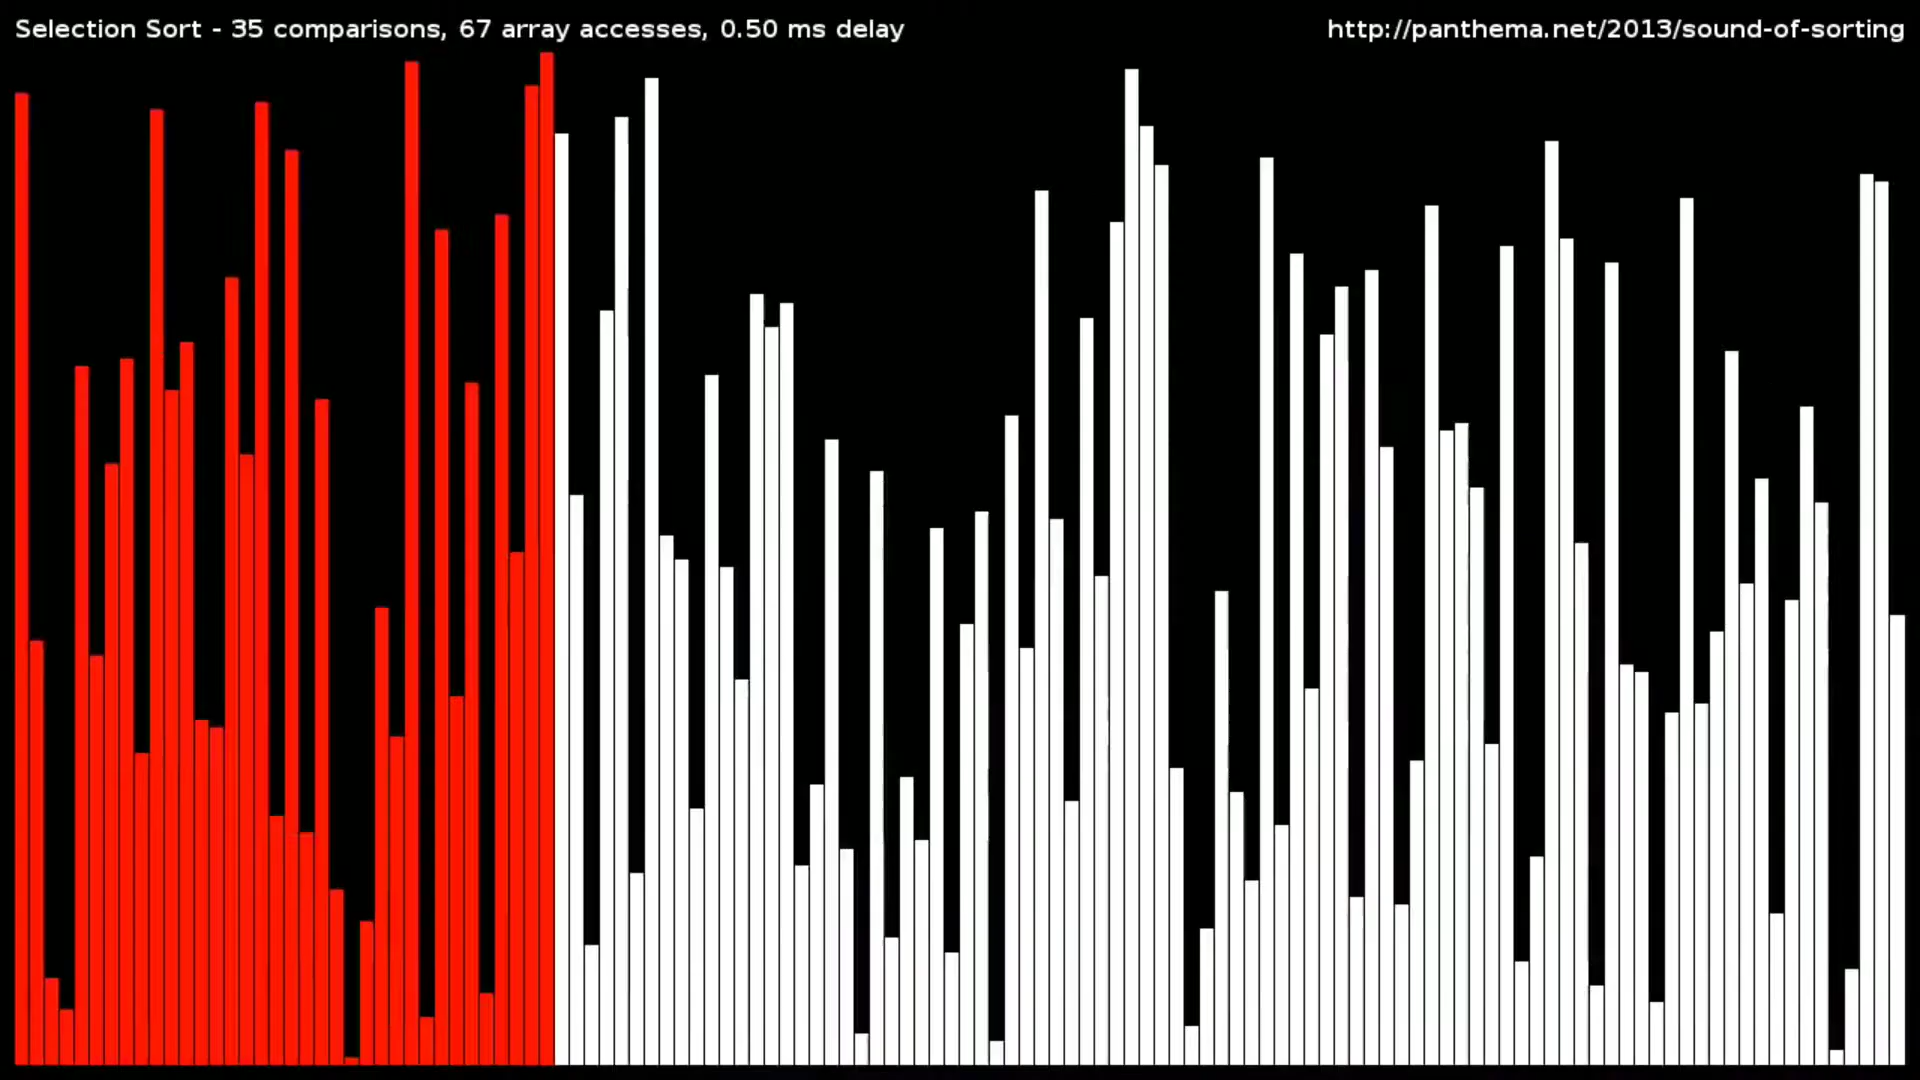 Selection Sort - 35 comparisons, 67 array accesses, 0.50 ms delay
http://panthema.net/2013/sound-of-sorting